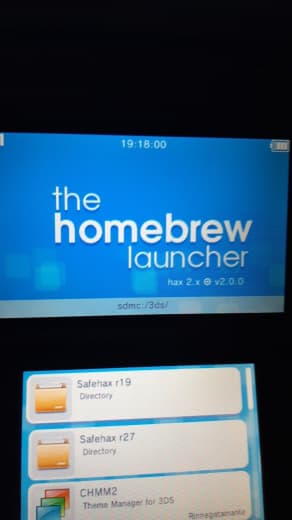 19:18:00
the
homebrew
launcher
hax 2.x v2.0.0
sdmc:/3ds/
Safehax r19
Directory
Safehax r27
Directory
CHMM2
Theme Manager for 3DS
Rinnegatamante